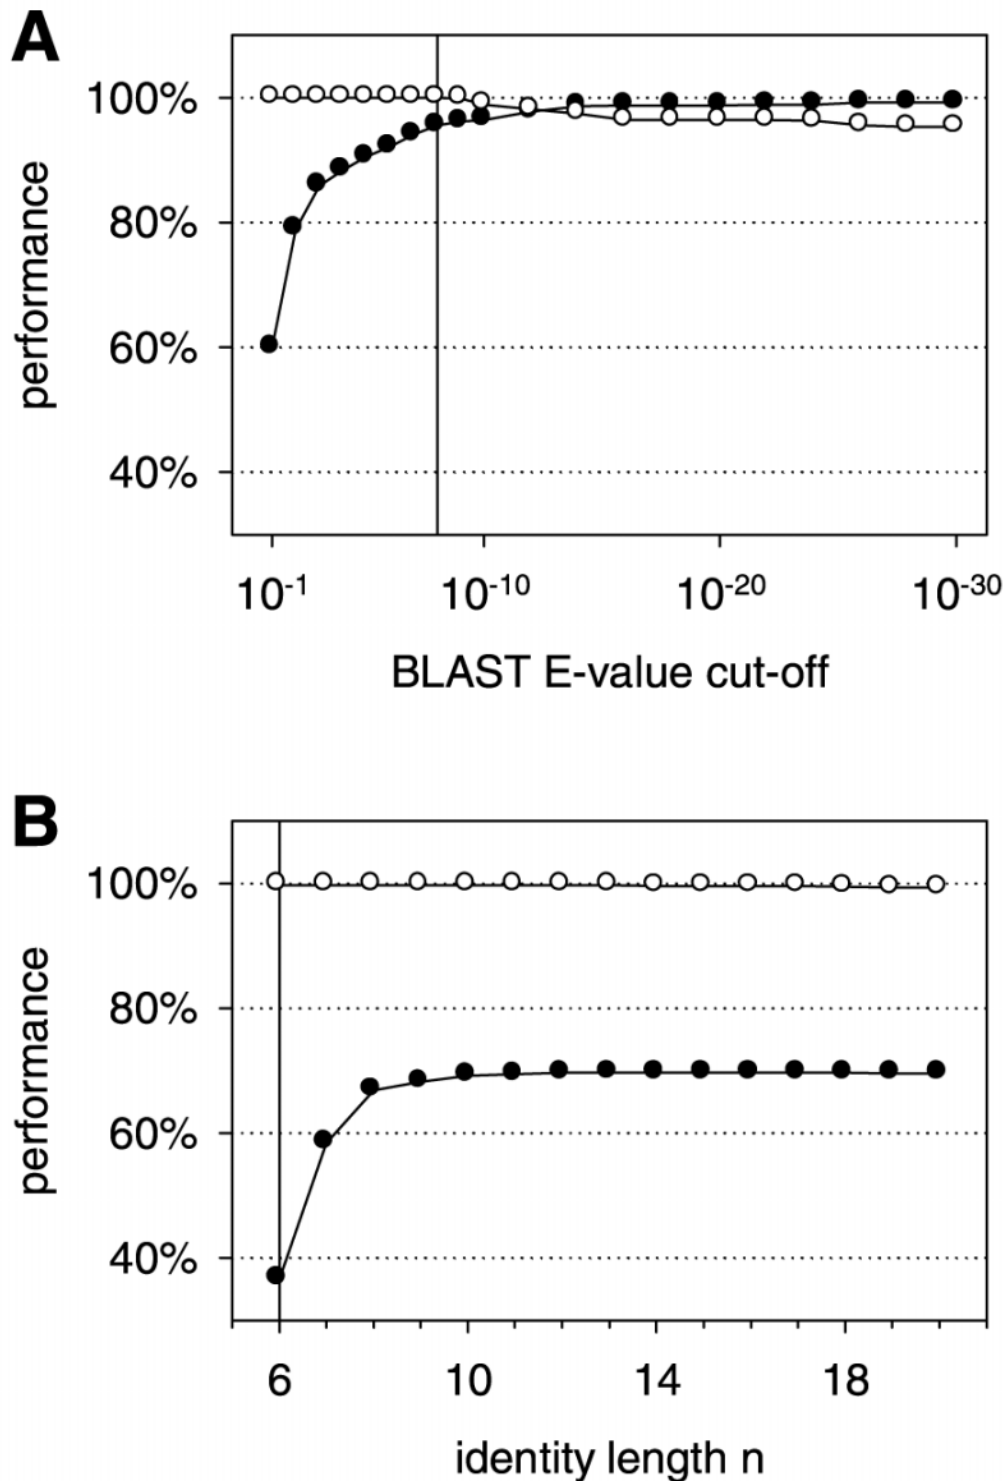 A
100%
80%
60%
40%
performance
10-1 10-10 10-20 10-30
BLAST E-value cut-off
B
100%
80%
60%
40%
performance
6 10 14 18
identity length n